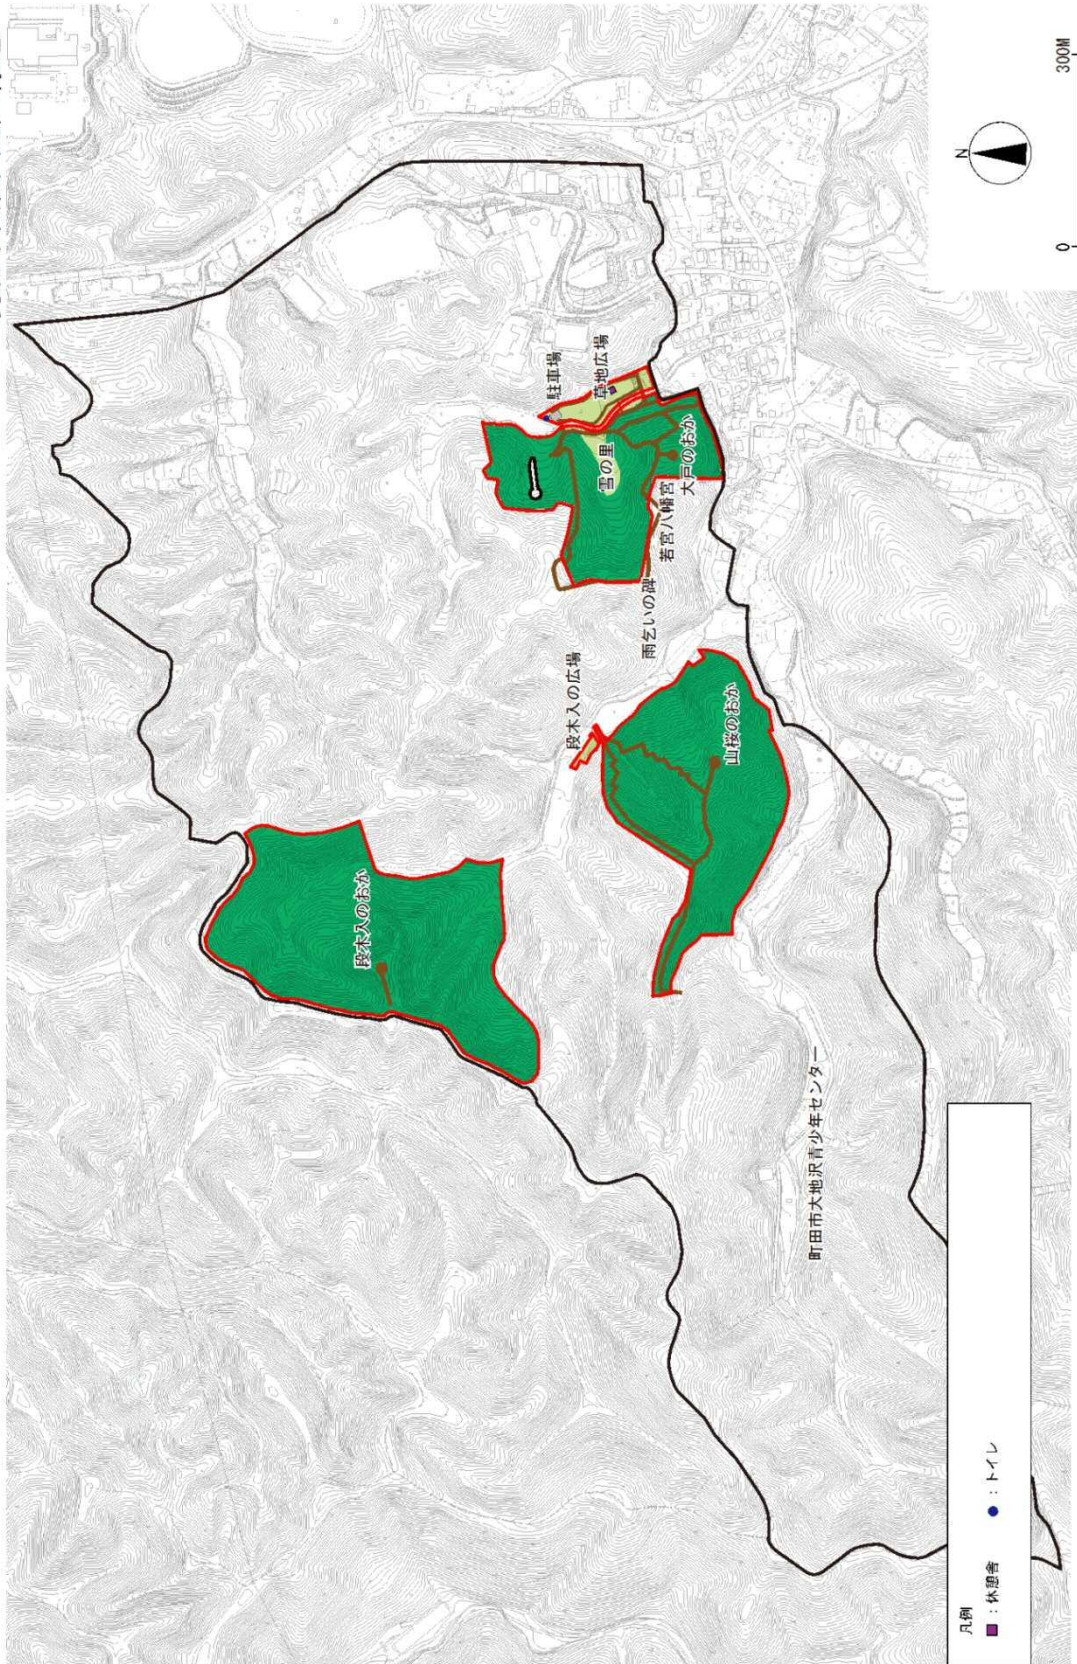 駐車場
草地広場
雪の里
大戸のおか
若宮八幡宮
雨乞いの碑
段木入の広場
山桜のおか
段木入のおか
町田市大地沢青少年センター
N
0
300M
凡例
：休憩舎
：トイレ